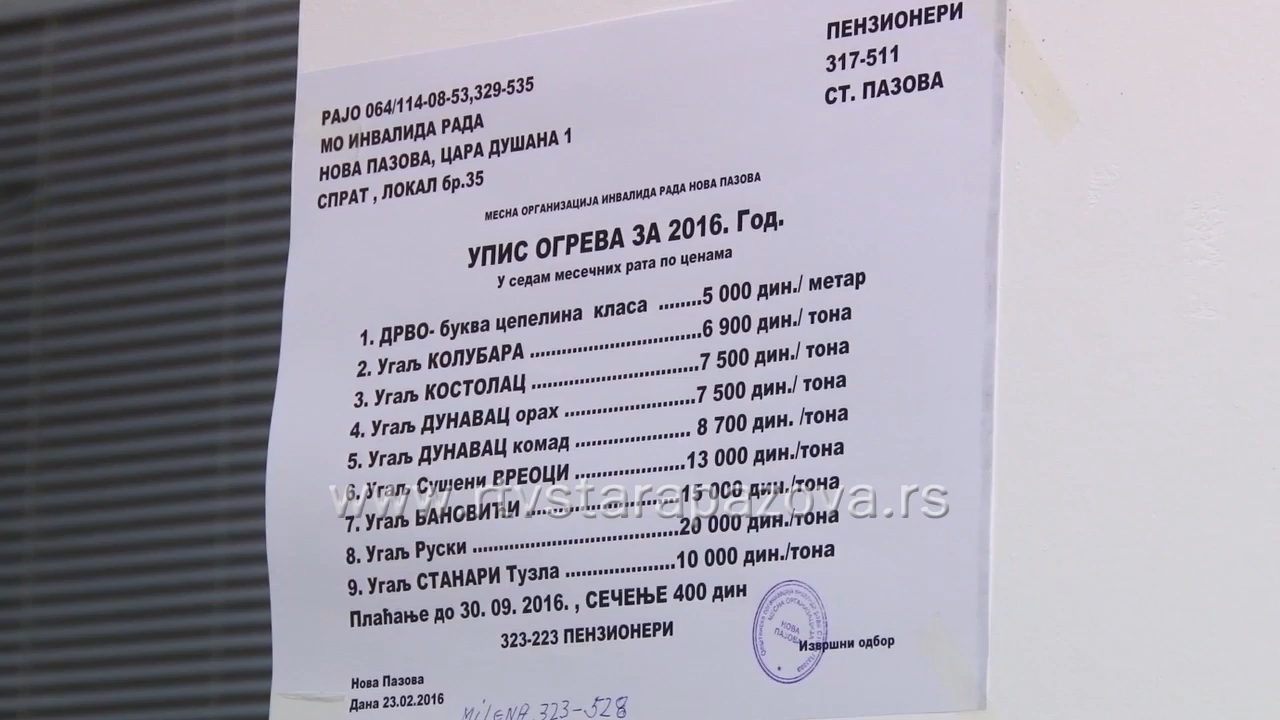 ПЕНЗИОНЕРИ
317-511
СТ. ПАЗОВА
РАЈО 064/114-08-53,329-535
МО ИНВАЛИДА РАДА
НОВА ПАЗОВА, ЦАРА ДУШАНА 1
СПРАТ , ЛОКАЛ бр.35
МЕСНА ОРГАНИЗАЦИЈА ИНВАЛИДА РАДА НОВА ПАЗОВА
УПИС ОГРЕВА ЗА 2016. Год.
У седам месечних рата по ценама
1. ДРВО- буква цепелина класа ........5 000 дин./ метар
2. Угаљ КОЛУБАРА ..............................6 900 дин./ тона
3. Угаљ КОСТОЛАЦ .............................7 500 дин./ тона
4. Угаљ ДУНАВАЦ орах ......................7 500 дин./ тона
5. Угаљ ДУНАВАЦ комад .................... 8 700 дин. /тона
6. Угаљ Сушени ВРЕОЦИ ...................13 000 дин./тона
7. Угаљ БАНОВИЋИ ..........................15 000 дин./тона
8. Угаљ Руски ....................................20 000 дин./тона
9. Угаљ СТАНАРИ Тузла ...................10 000 дин./тона
Плаћање до 30. 09. 2016. , СЕЧЕЊЕ 400 дин
323-223 ПЕНЗИОНЕРИ
НОВА
ПАЗОВА
Извршни одбор
Нова Пазова
Дана 23.02.2016
MiLENA 323-528
www.rtvstarapazova.rs